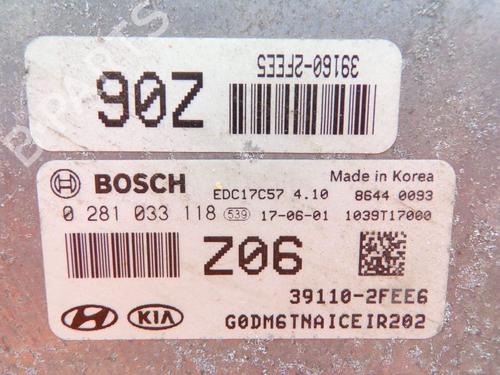 39160-2FEE5
Z06
BOSCH
EDC17C57 4.10
Made in Korea
8644 0093
0 281 033 118 539 17-06-01 1039T17000
Z06
39110-2FEE6
KIA
G0DM6TNAICEIR202
B-PARTS